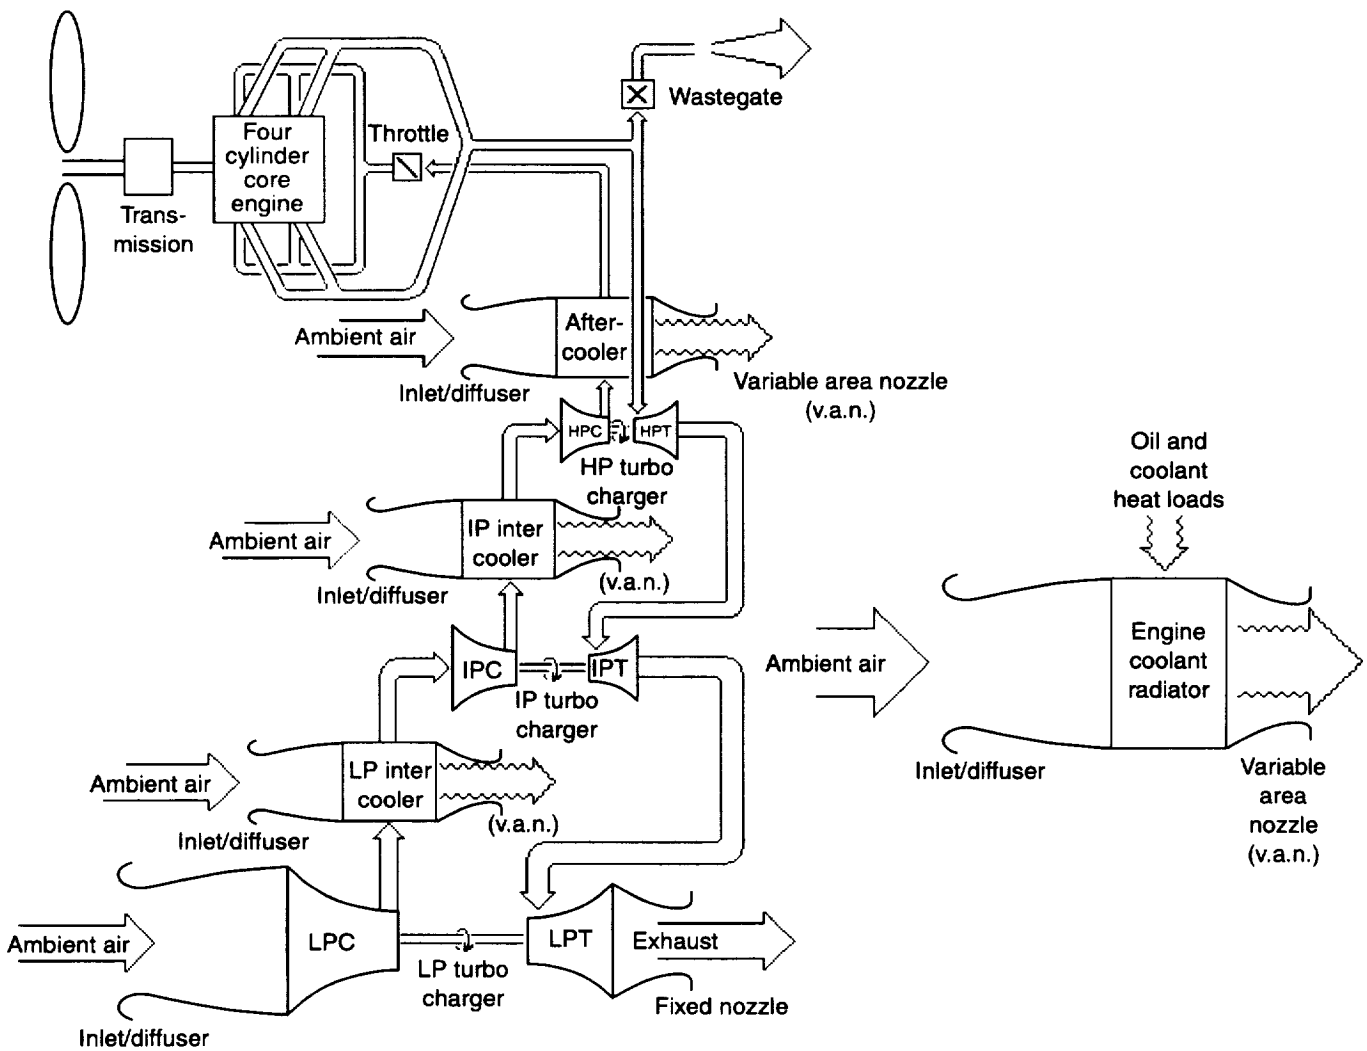 Wastegate
Four
cylinder
core
engine
Throttle
Trans-
mission
Ambient air
After-
cooler
Inlet/diffuser
Variable area nozzle
(v.a.n.)
HPC
HPT
HP turbo
charger
Ambient air
IP inter
cooler
(v.a.n.)
Inlet/diffuser
IPC
IPT
IP turbo
charger
Ambient air
LP inter
cooler
(v.a.n.)
Inlet/diffuser
Ambient air
LPC
LPT
Exhaust
LP turbo
charger
Fixed nozzle
Inlet/diffuser
Oil and
coolant
heat loads
Ambient air
Engine
coolant
radiator
Inlet/diffuser
Variable
area
nozzle
(v.a.n.)